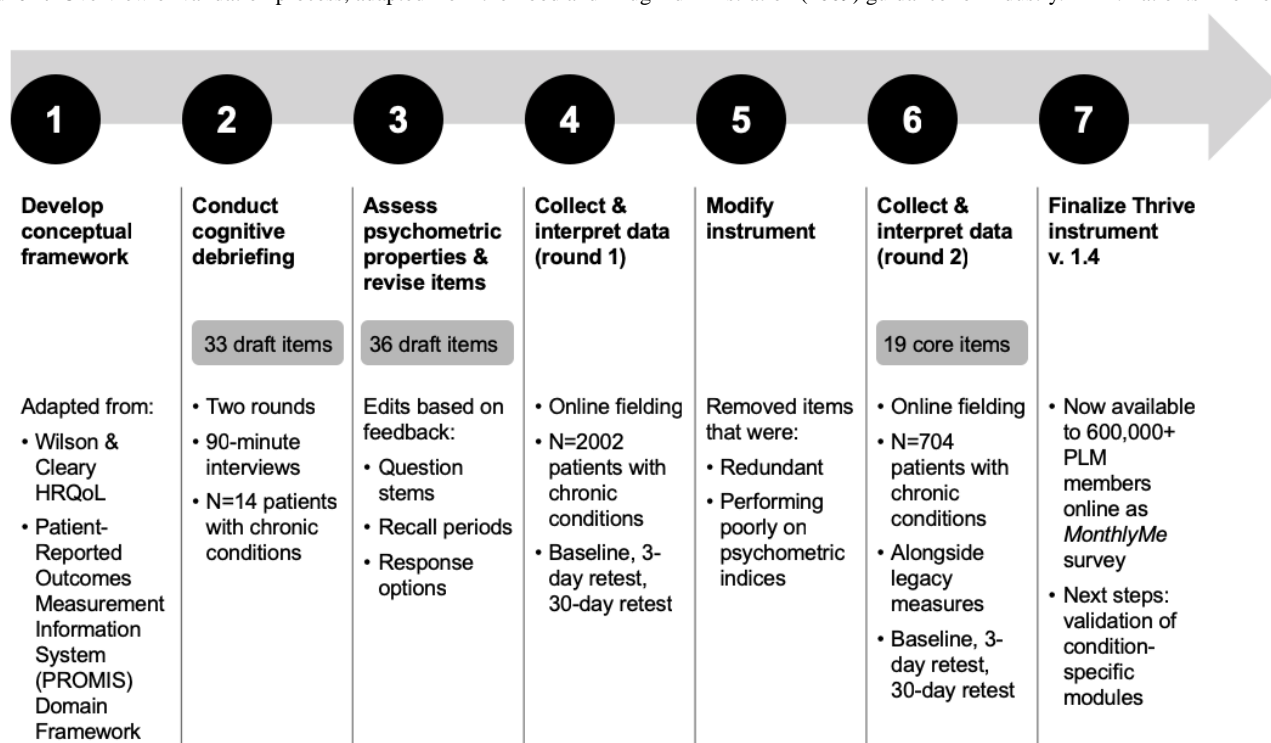 1
2
3
4
5
6
7
Develop
conceptual
framework
Adapted from:
• Wilson &
Cleary
HRQoL
• Patient-
Reported
Outcomes
Measurement
Information
System
(PROMIS)
Domain
Framework
Conduct
cognitive
debriefing
33 draft items
• Two rounds
• 90-minute
interviews
• N=14 patients
with chronic
conditions
Assess
psychometric
properties &
revise items
36 draft items
Edits based on
feedback:
• Question
stems
• Recall periods
• Response
options
Collect &
interpret data
(round 1)
• Online fielding
• N=2002
patients with
chronic
conditions
• Baseline, 3-
day retest,
30-day retest
Modify
instrument
Removed items
that were:
• Redundant
• Performing
poorly on
psychometric
indices
Collect &
interpret data
(round 2)
19 core items
• Online fielding
• N=704
patients with
chronic
conditions
• Alongside
legacy
measures
• Baseline, 3-
day retest,
30-day retest
Finalize Thrive
instrument
v. 1.4
• Now available
to 600,000+
PLM
members
online as
MonthlyMe
survey
• Next steps:
validation of
condition-
specific
modules